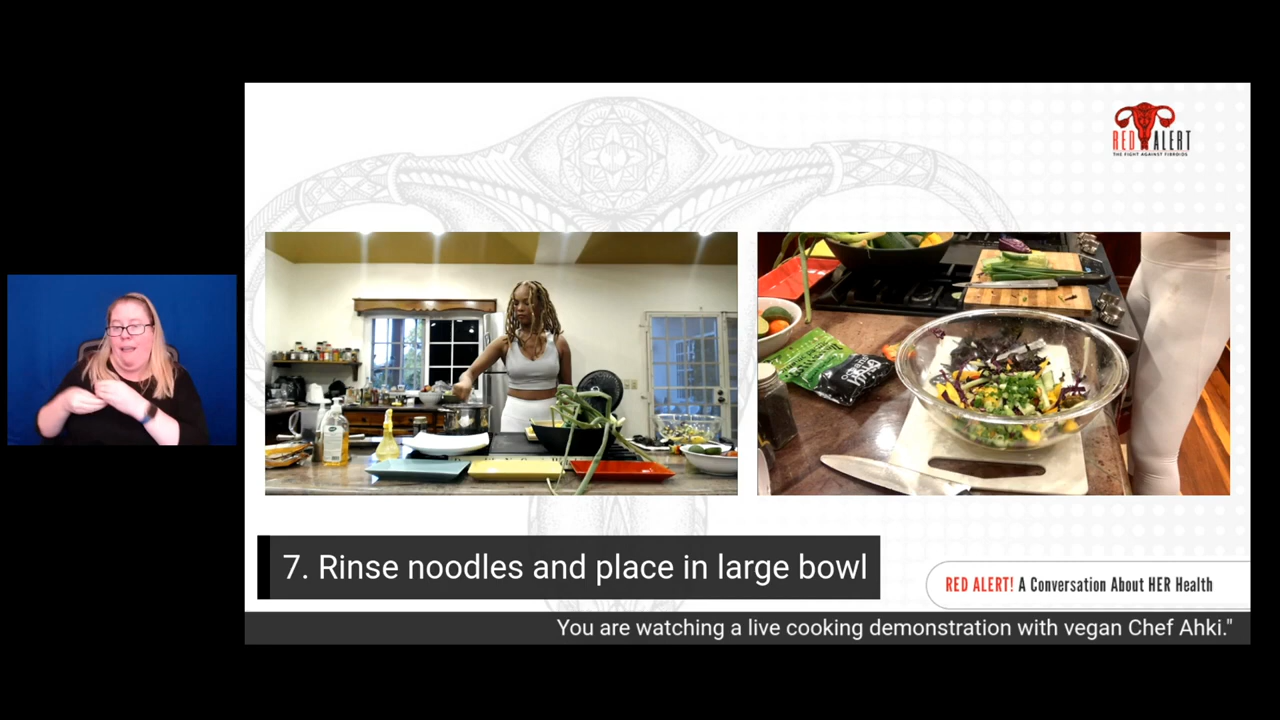 RED ALERT
THE FIGHT AGAINST FIBROIDS
7. Rinse noodles and place in large bowl
RED ALERT! A Conversation About HER Health
You are watching a live cooking demonstration with vegan Chef Ahki."